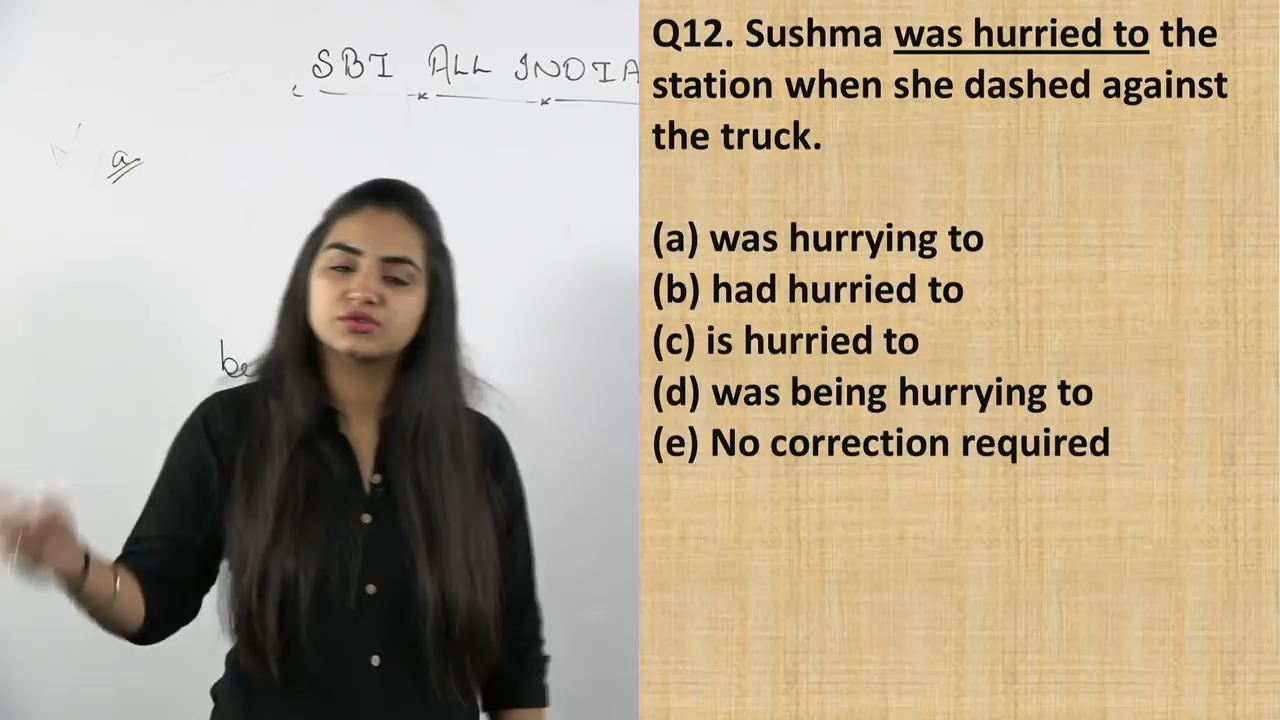 SBI ALL INDIA
a
be
Q12. Sushma was hurried to the
station when she dashed against
the truck.
(a) was hurrying to
(b) had hurried to
(c) is hurried to
(d) was being hurrying to
(e) No correction required